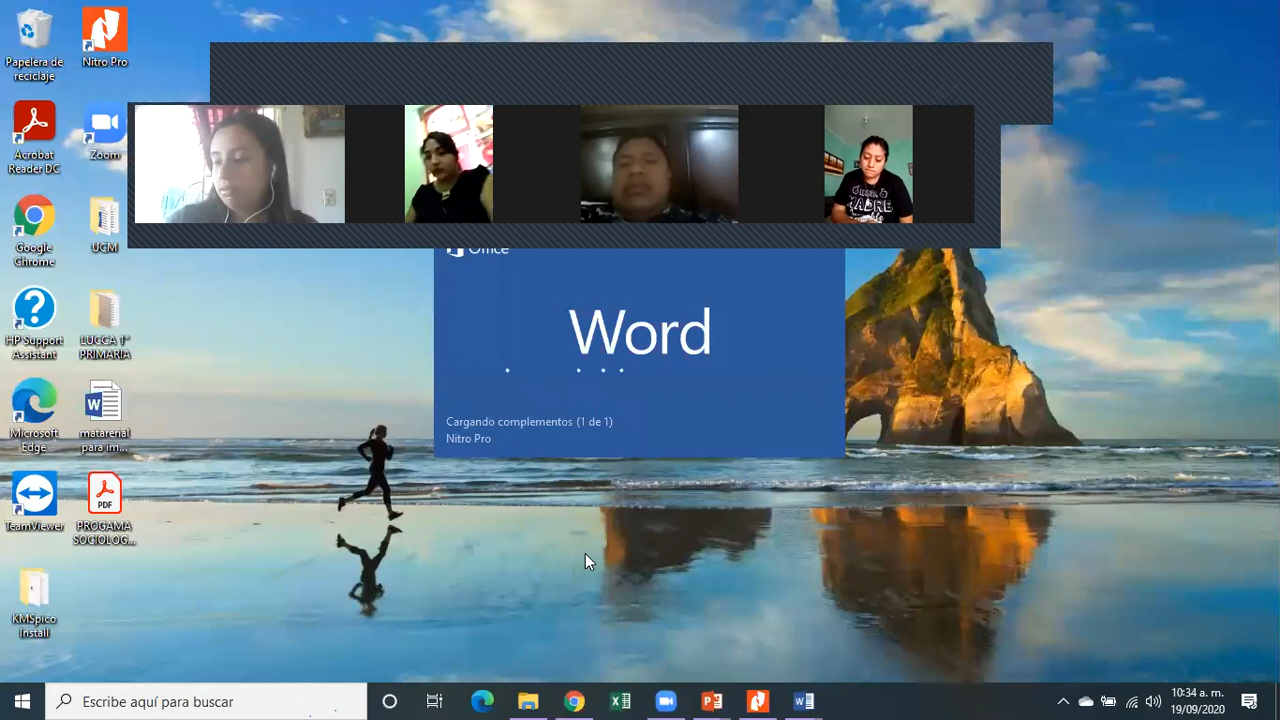 Papelera de
reciclaje
Nitro Pro
Acrobat
Reader DC
Zoom
Google
Chrome
UCM
HP Support
Assistant
LUCCA 1°
PRIMARIA
Microsoft
Edge
matarerial
para im...
TeamViewer
PDF
PROGAMA
SOCIOLOG...
KMSpico
Install
MADRE
Office
Word
Cargando complementos (1 de 1)
Nitro Pro
Escribe aquí para buscar
10:34 a. m.
19/09/2020